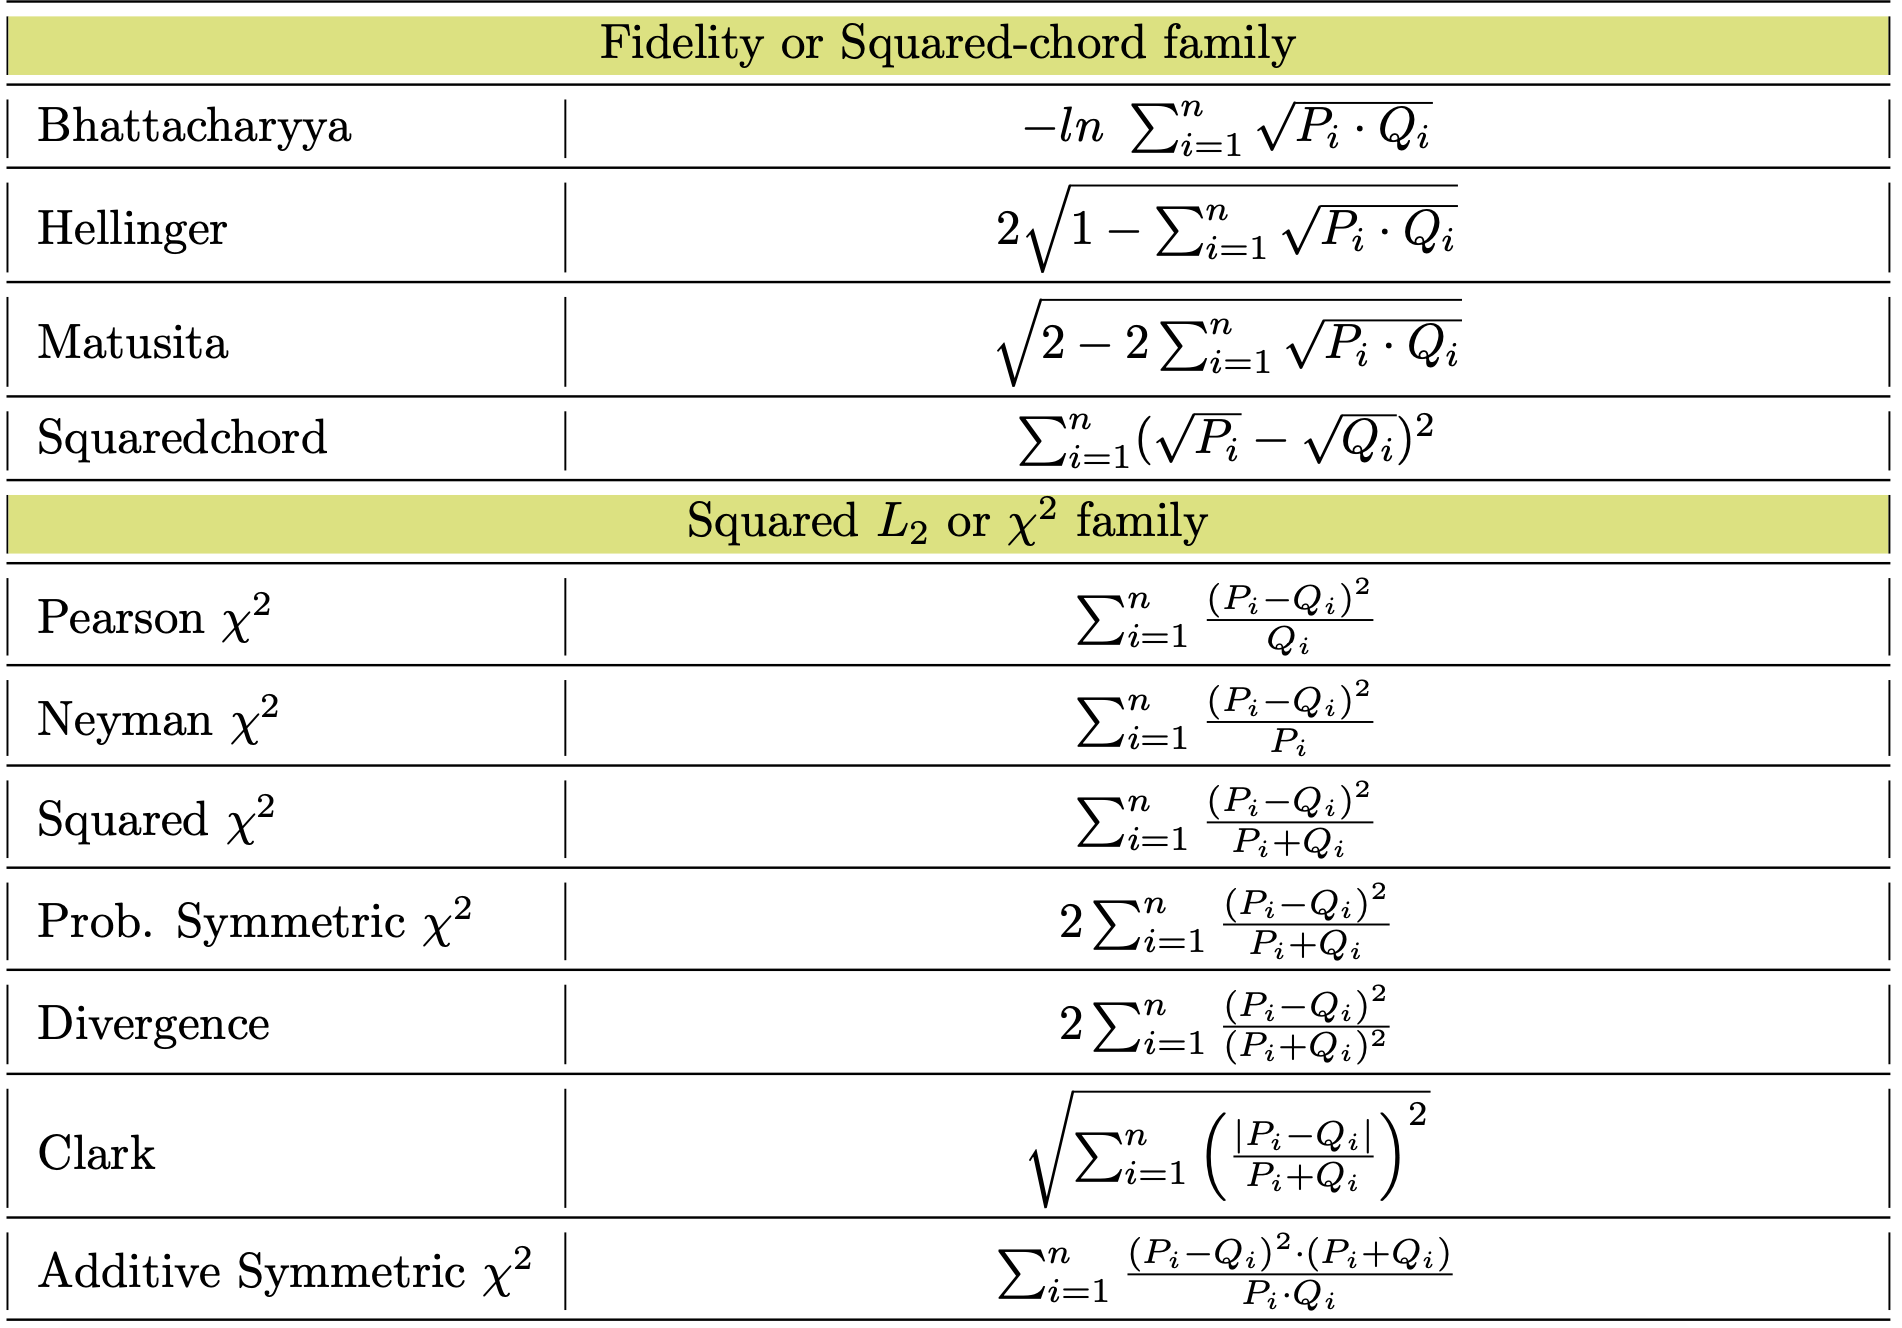 Fidelity or Squared-chord family
Bhattacharyya $-ln \ \sum_{i=1}^{n} \sqrt{P_i \cdot Q_i}$
Hellinger $2\sqrt{1 - \sum_{i=1}^{n} \sqrt{P_i \cdot Q_i}}$
Matusita $\sqrt{2 - 2\sum_{i=1}^{n} \sqrt{P_i \cdot Q_i}}$
Squaredchord $\sum_{i=1}^{n} (\sqrt{P_i} - \sqrt{Q_i})^2$
Squared $L_2$ or $\chi^2$ family
Pearson $\chi^2$ $\sum_{i=1}^{n} \frac{(P_i - Q_i)^2}{Q_i}$
Neyman $\chi^2$ $\sum_{i=1}^{n} \frac{(P_i - Q_i)^2}{P_i}$
Squared $\chi^2$ $\sum_{i=1}^{n} \frac{(P_i - Q_i)^2}{P_i + Q_i}$
Prob. Symmetric $\chi^2$ $2\sum_{i=1}^{n} \frac{(P_i - Q_i)^2}{P_i + Q_i}$
Divergence $2\sum_{i=1}^{n} \frac{(P_i - Q_i)^2}{(P_i + Q_i)^2}$
Clark $\sqrt{\sum_{i=1}^{n} \left( \frac{|P_i - Q_i|}{P_i + Q_i} \right)^2}$
Additive Symmetric $\chi^2$ $\sum_{i=1}^{n} \frac{(P_i - Q_i)^2 \cdot (P_i + Q_i)}{P_i \cdot Q_i}$